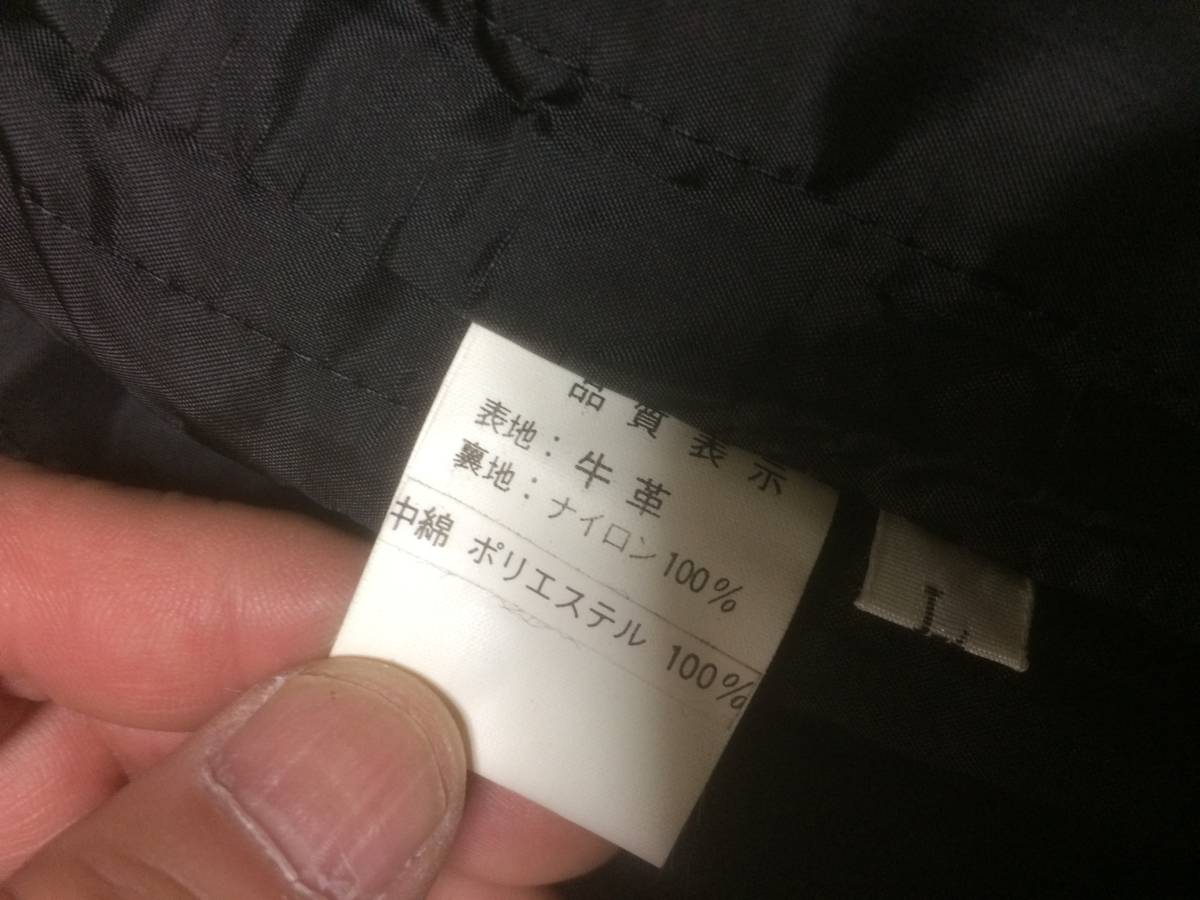 品質表示
表地：牛革
裏地：ナイロン100%
中綿 ポリエステル 100%
L